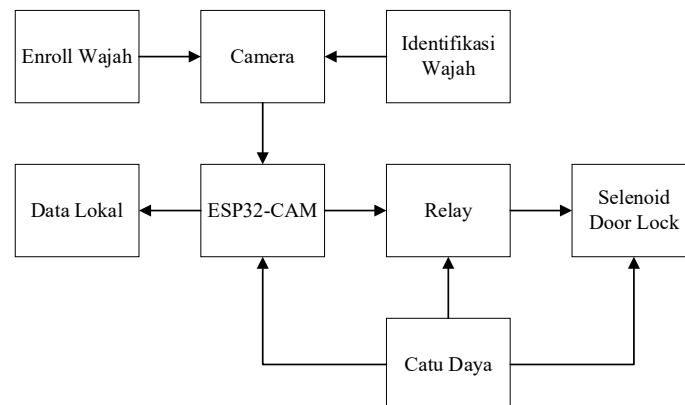 Enroll Wajah
Camera
Identifikasi
Wajah
Data Lokal
ESP32-CAM
Relay
Selenoid
Door Lock
Catu Daya